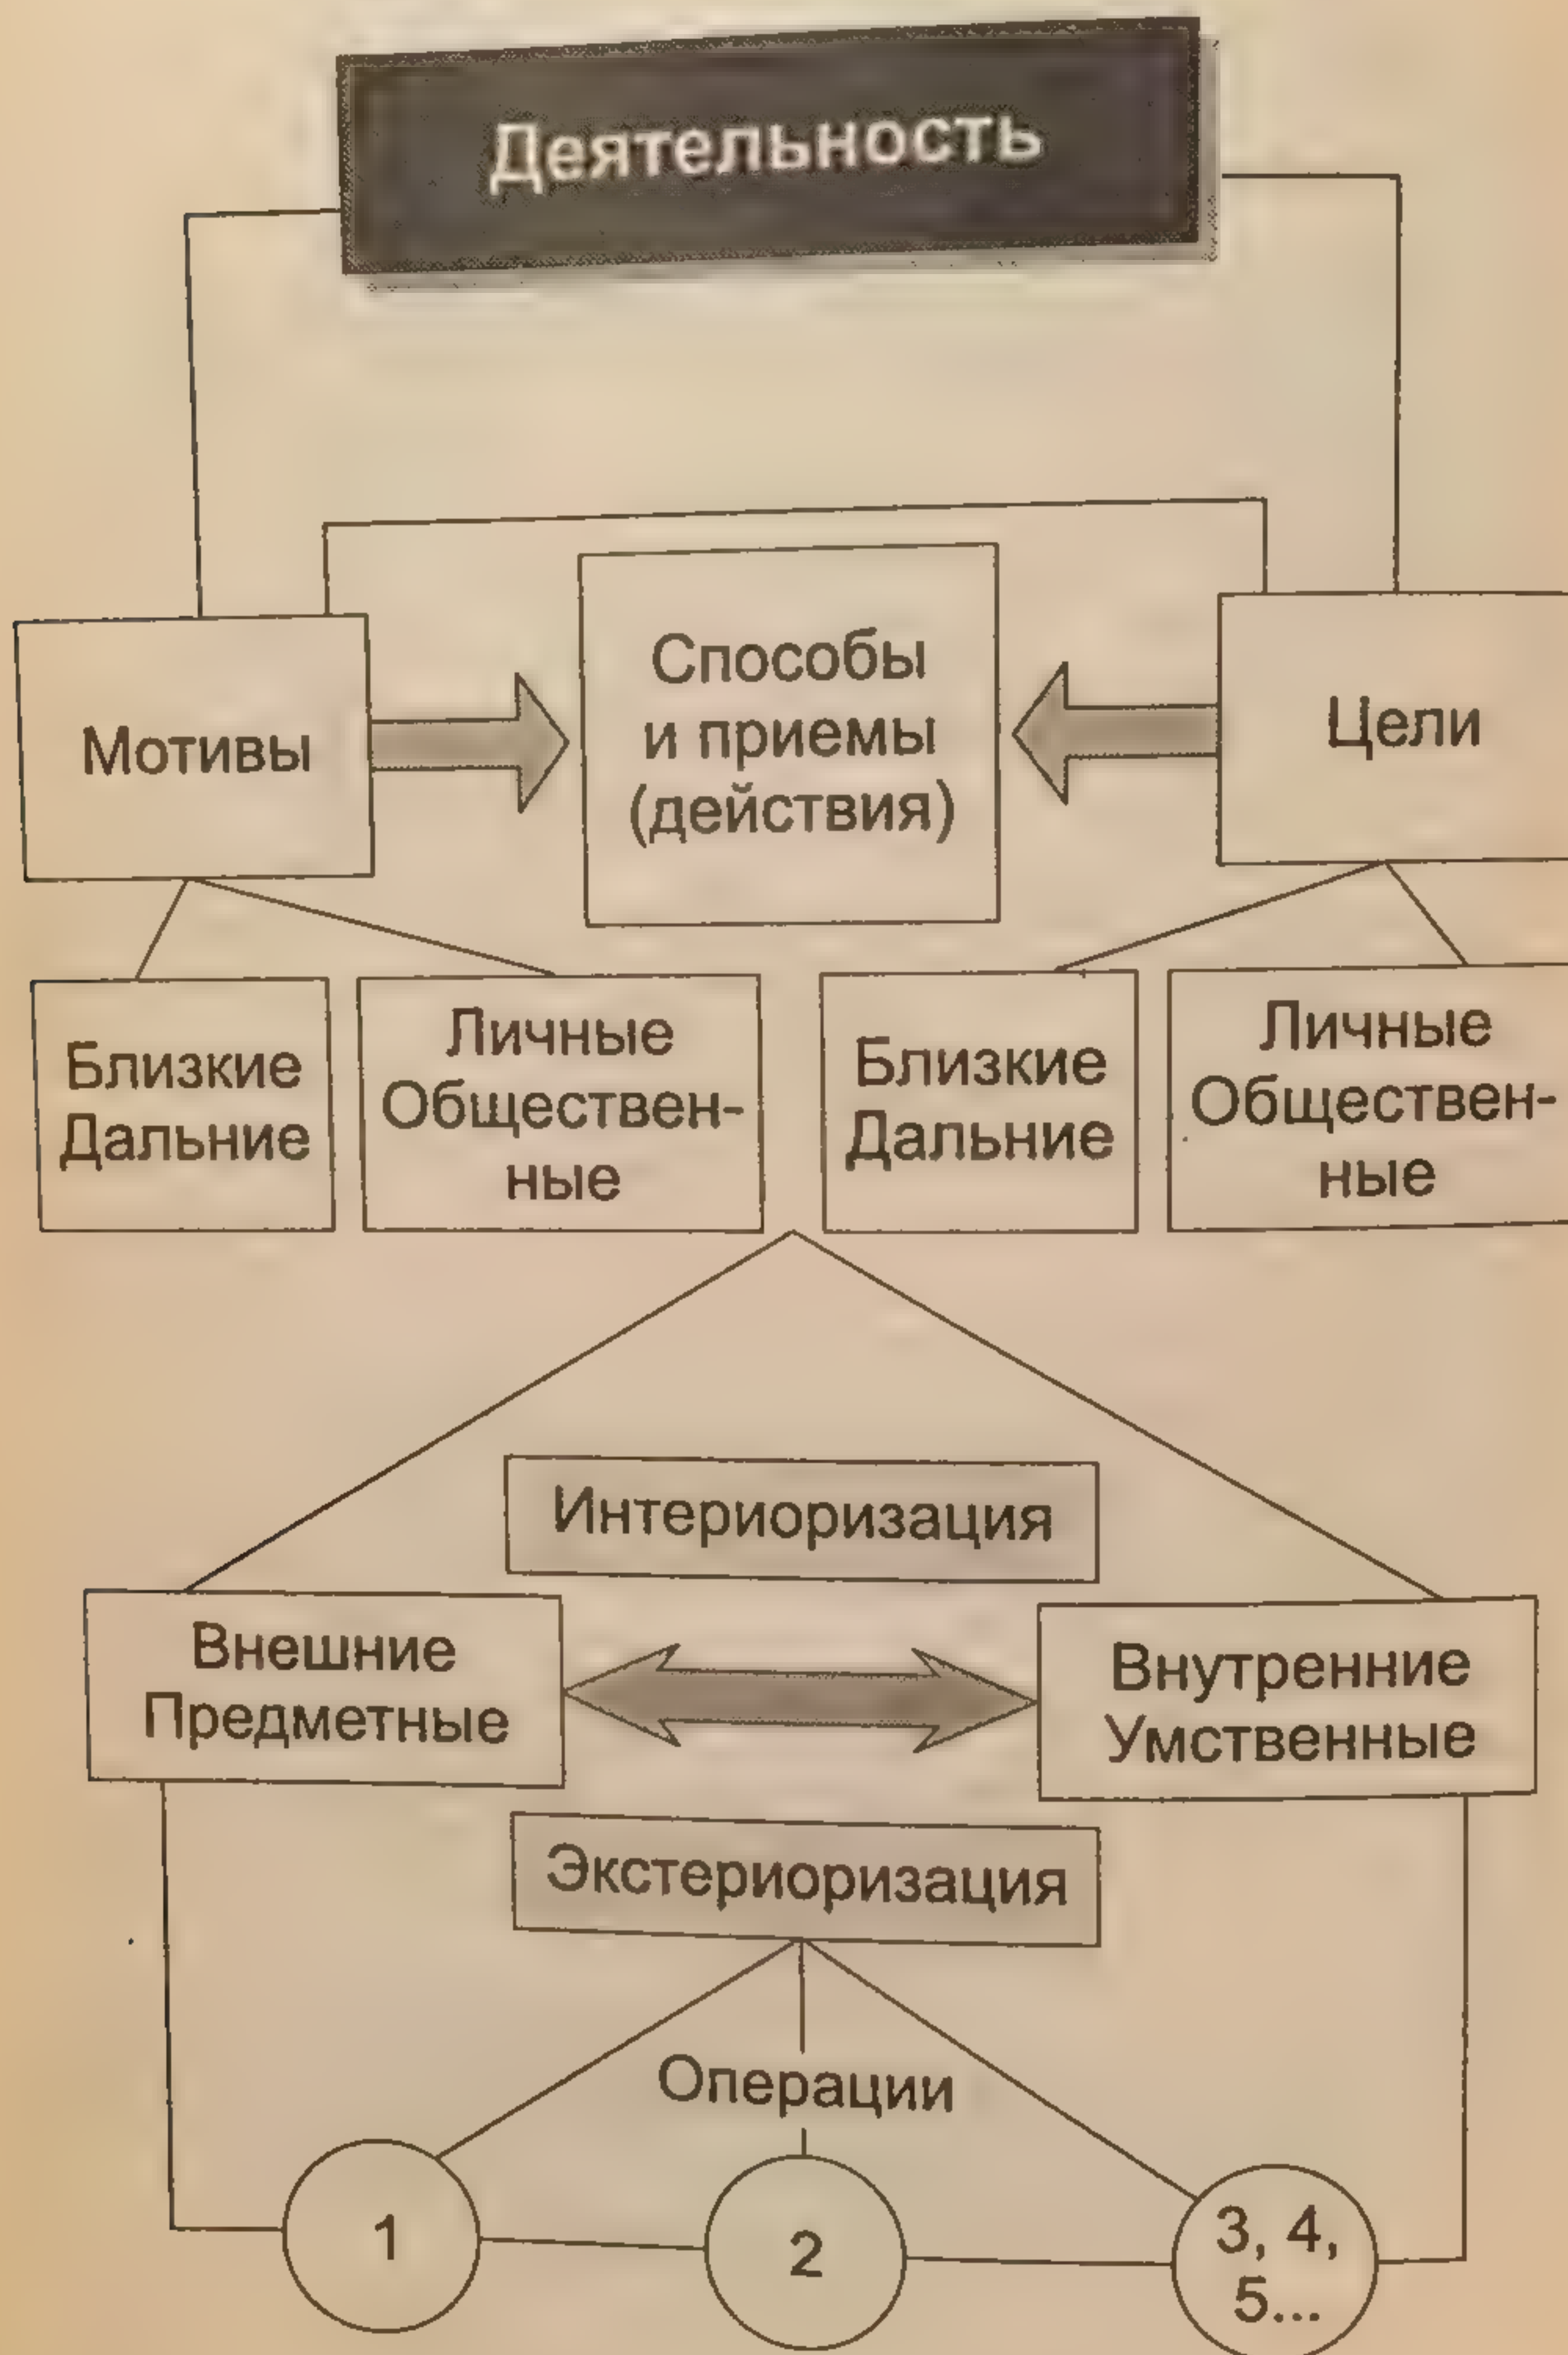 Деятельность
Мотивы
Способы
и приемы
(действия)
Цели
Близкие
Дальние
Личные
Обществен-
ные
Близкие
Дальние
Личные
Обществен-
ные
Интериоризация
Внешние
Предметные
Внутренние
Умственные
Экстериоризация
Операции
1
2
3, 4,
5...